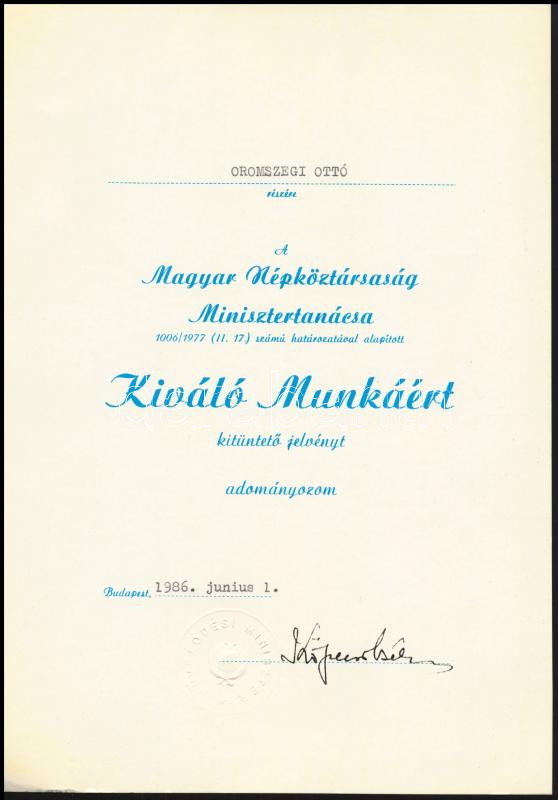 OROMSZEGI OTTÓ
részére
A
Magyar Népköztársaság
Minisztertanácsa
1006/1977 (II. 17.) számú határozatával alapított
Kiváló Munkáért
kitüntető jelvényt
adományozom
Budapest, 1986. junius 1.